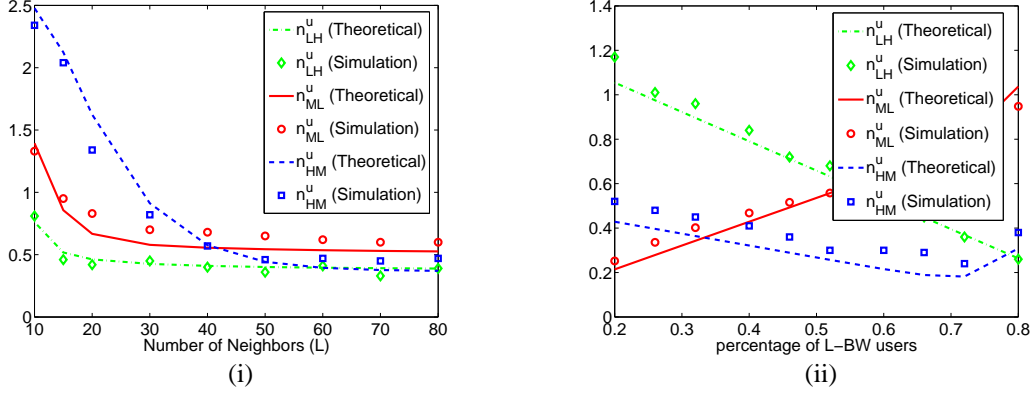 2.5
2
1.5
1
0.5
0
10 20 30 40 50 60 70 80
Number of Neighbors (L)
n^u_LH (Theoretical)
n^u_LH (Simulation)
n^u_ML (Theoretical)
n^u_ML (Simulation)
n^u_HM (Theoretical)
n^u_HM (Simulation)
(i)
1.4
1.2
1
0.8
0.6
0.4
0.2
0
0.2 0.3 0.4 0.5 0.6 0.7 0.8
percentage of L-BW users
n^u_LH (Theoretical)
n^u_LH (Simulation)
n^u_ML (Theoretical)
n^u_ML (Simulation)
n^u_HM (Theoretical)
n^u_HM (Simulation)
(ii)